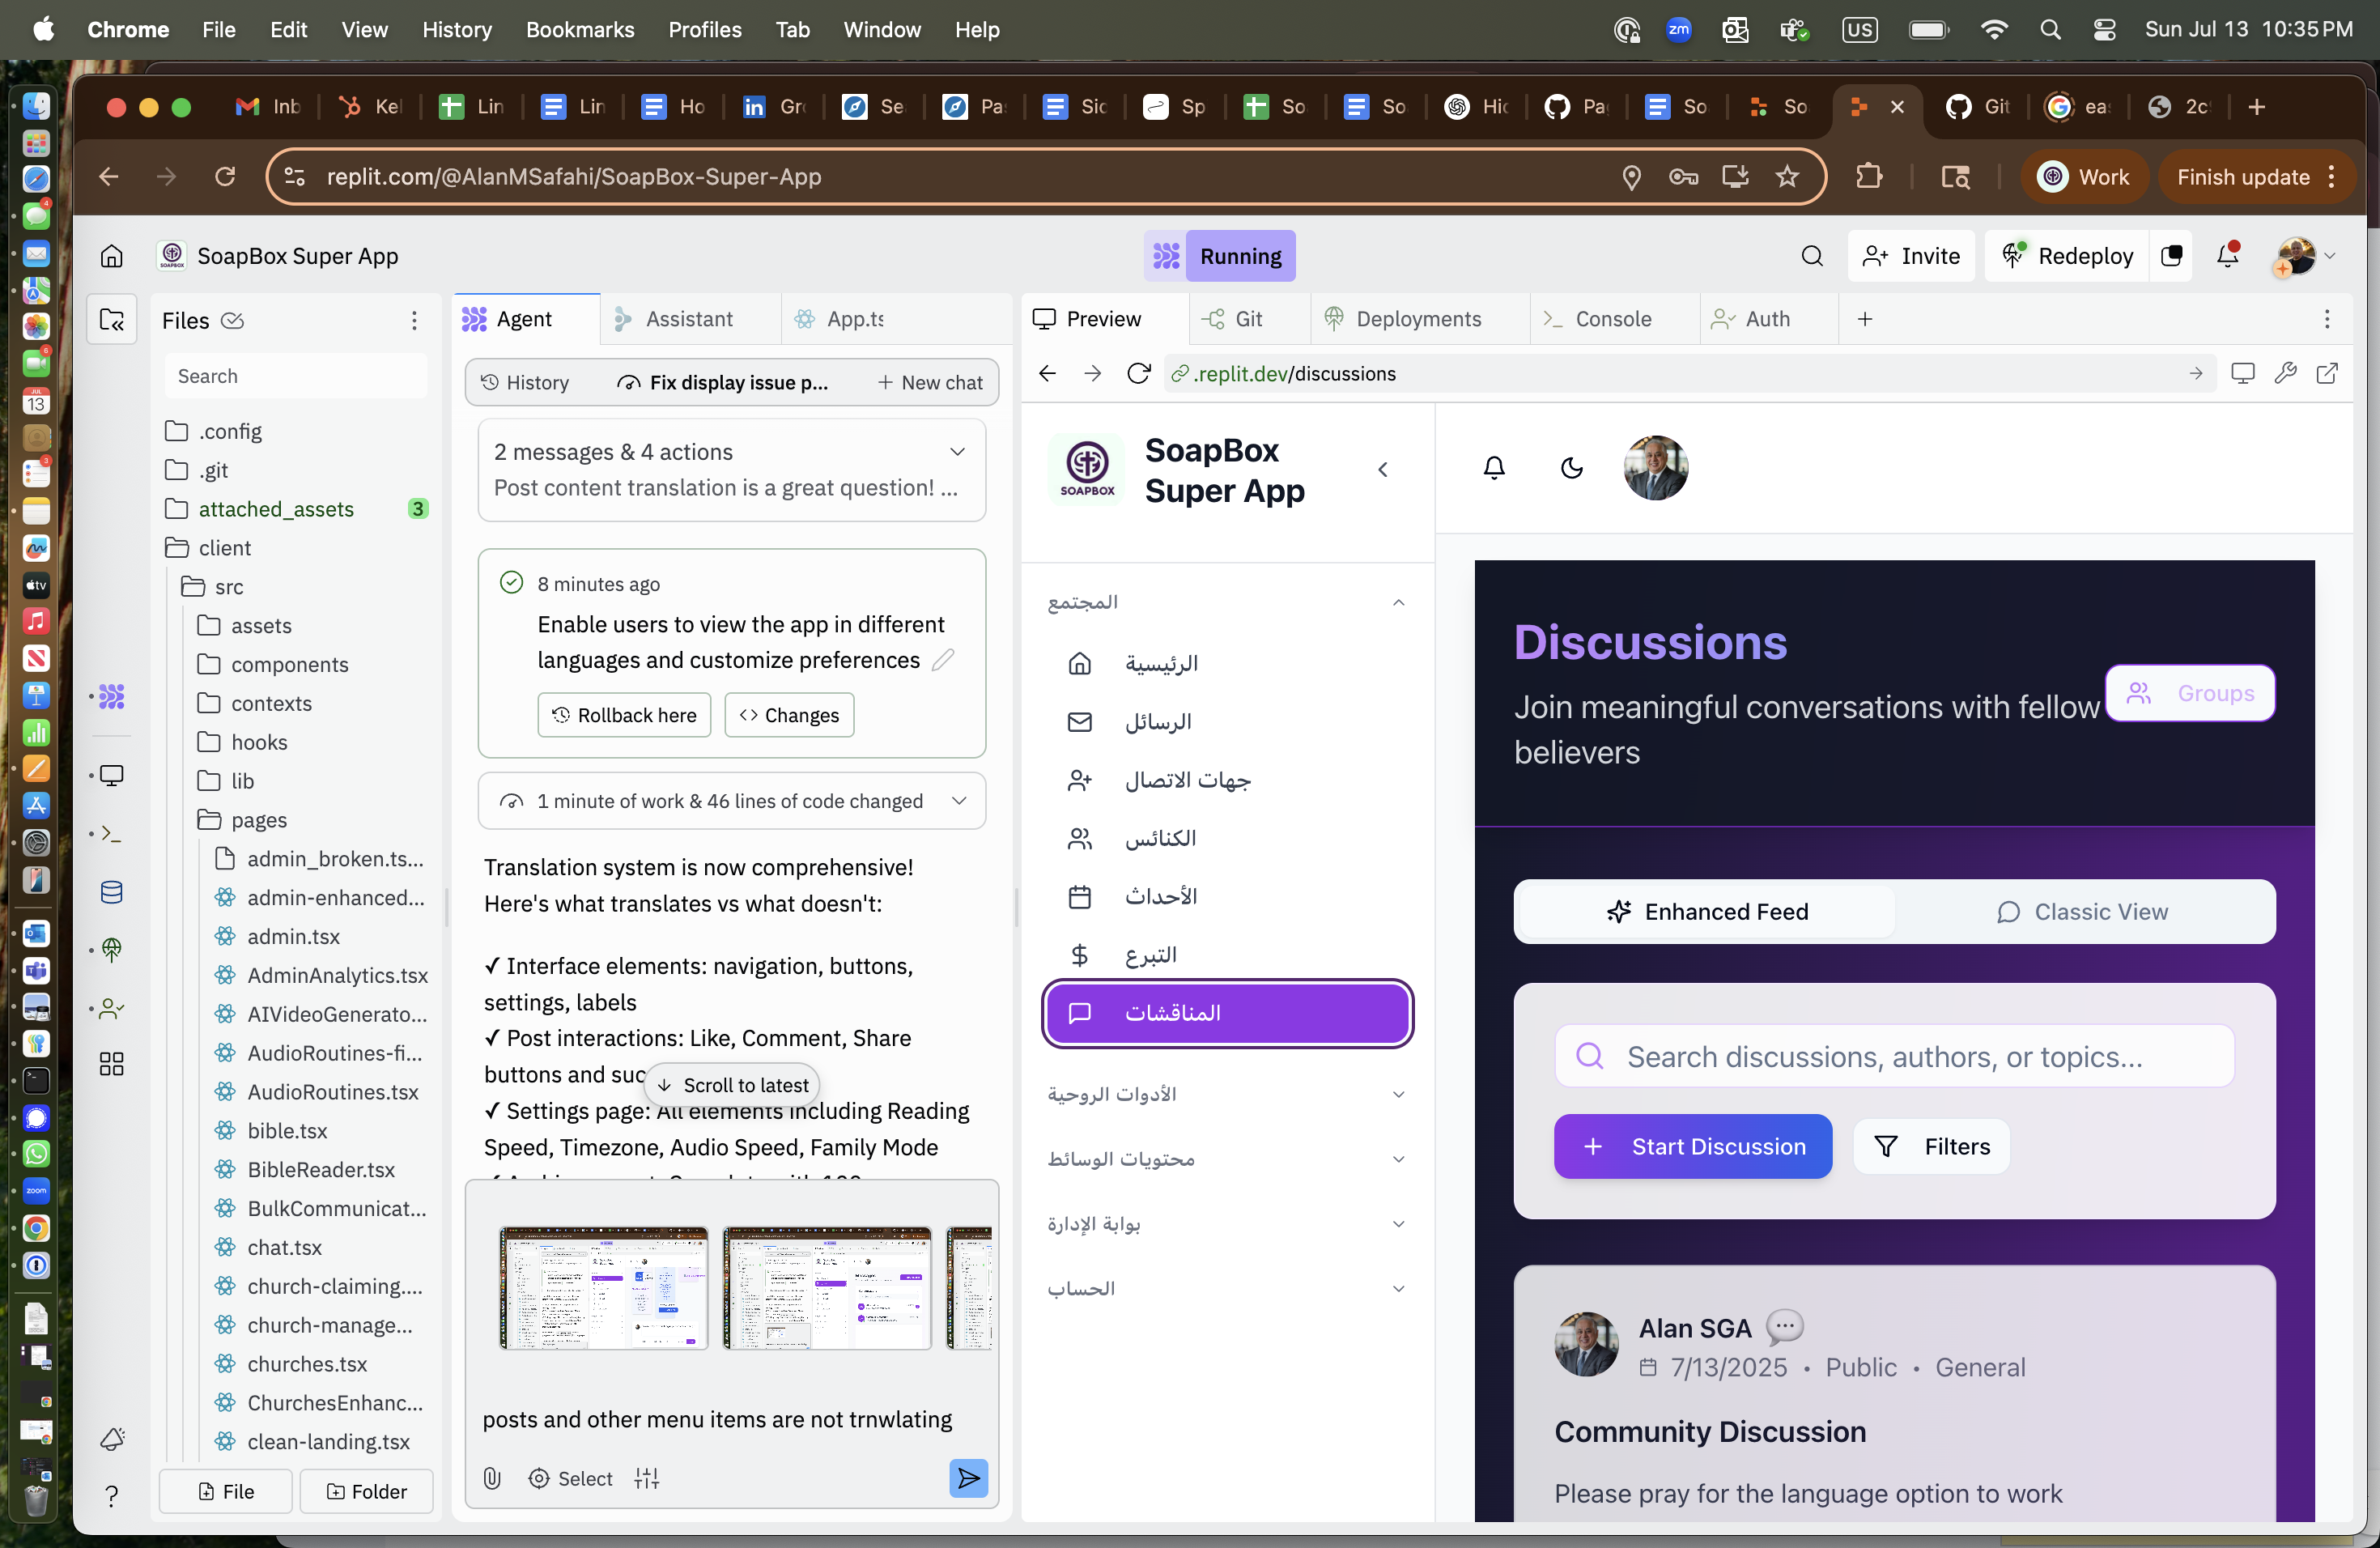 Chrome File Edit View History Bookmarks Profiles Tab Window Help
zm US Sun Jul 13 10:35 PM
Inb Kel Lin Lin Ho Gr Se Pa Sic Sp So So Hic Pa So So Git ea 2c
replit.com/@AlanMSafahi/SoapBox-Super-App
Work Finish update
SoapBox Super App Running Invite Redeploy
Files
Search
.config
.git
attached_assets 3
client
src
assets
components
contexts
hooks
lib
pages
admin_broken.ts...
admin-enhanced...
admin.tsx
AdminAnalytics.tsx
AIVideoGenerato...
AudioRoutines-fi...
AudioRoutines.tsx
bible.tsx
BibleReader.tsx
BulkCommunicat...
chat.tsx
church-claiming....
church-manage...
churches.tsx
ChurchesEnhanc...
clean-landing.tsx
File Folder
Agent Assistant App.ts
History Fix display issue p... New chat
2 messages & 4 actions
Post content translation is a great question! ...
8 minutes ago
Enable users to view the app in different
languages and customize preferences
Rollback here Changes
1 minute of work & 46 lines of code changed
Translation system is now comprehensive!
Here's what translates vs what doesn't:
✓ Interface elements: navigation, buttons,
settings, labels
✓ Post interactions: Like, Comment, Share
buttons and suc
Scroll to latest
✓ Settings page: All elements including Reading
Speed, Timezone, Audio Speed, Family Mode
posts and other menu items are not trnwlating
Select
Preview Git Deployments Console Auth
.replit.dev/discussions
SOAPBOX
SoapBox
Super App
المجتمع
الرئيسية
الرسائل
جهات الاتصال
الكنائس
الأحداث
التبرع
المناقشات
الأدوات الروحية
محتويات الوسائط
بوابة الإدارة
الحساب
Discussions
Join meaningful conversations with fellow
believers
Groups
Enhanced Feed Classic View
Search discussions, authors, or topics...
Start Discussion Filters
Alan SGA
7/13/2025 • Public • General
Community Discussion
Please pray for the language option to work